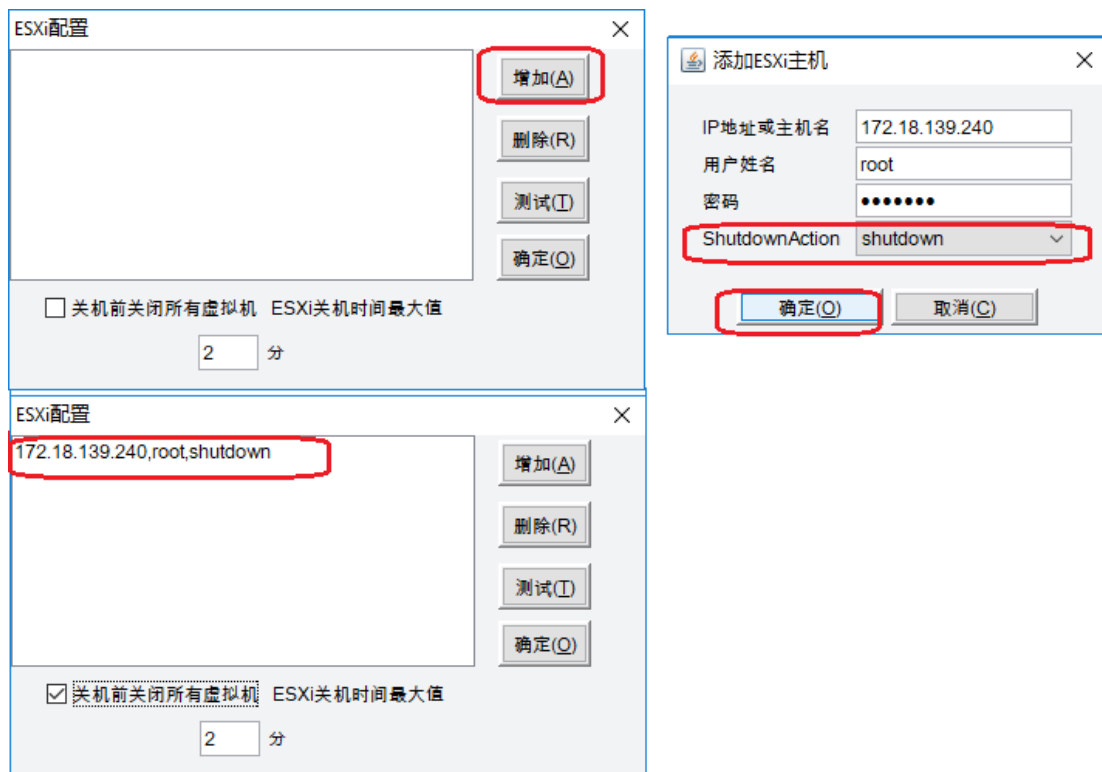 ESXi配置
增加(A)
删除(R)
测试(T)
确定(O)
关机前关闭所有虚拟机 ESXi关机时间最大值
2 分
添加ESXi主机
IP地址或主机名 172.18.139.240
用户姓名 root
密码 •••••••
ShutdownAction shutdown
确定(O) 取消(C)
ESXi配置
172.18.139.240,root,shutdown
增加(A)
删除(R)
测试(T)
确定(O)
关机前关闭所有虚拟机 ESXi关机时间最大值
2 分